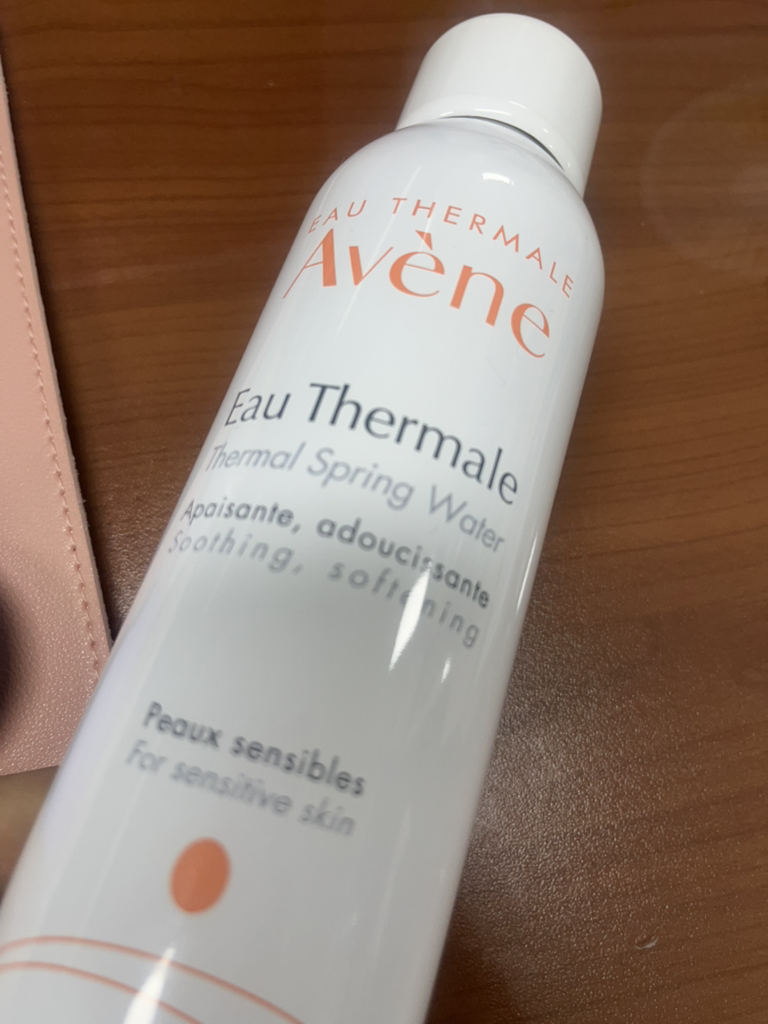 EAU THERMALE
Avène
Eau Thermale
Thermal Spring Water
Apaisante, adoucissante
Soothing, softening
Peaux sensibles
For sensitive skin